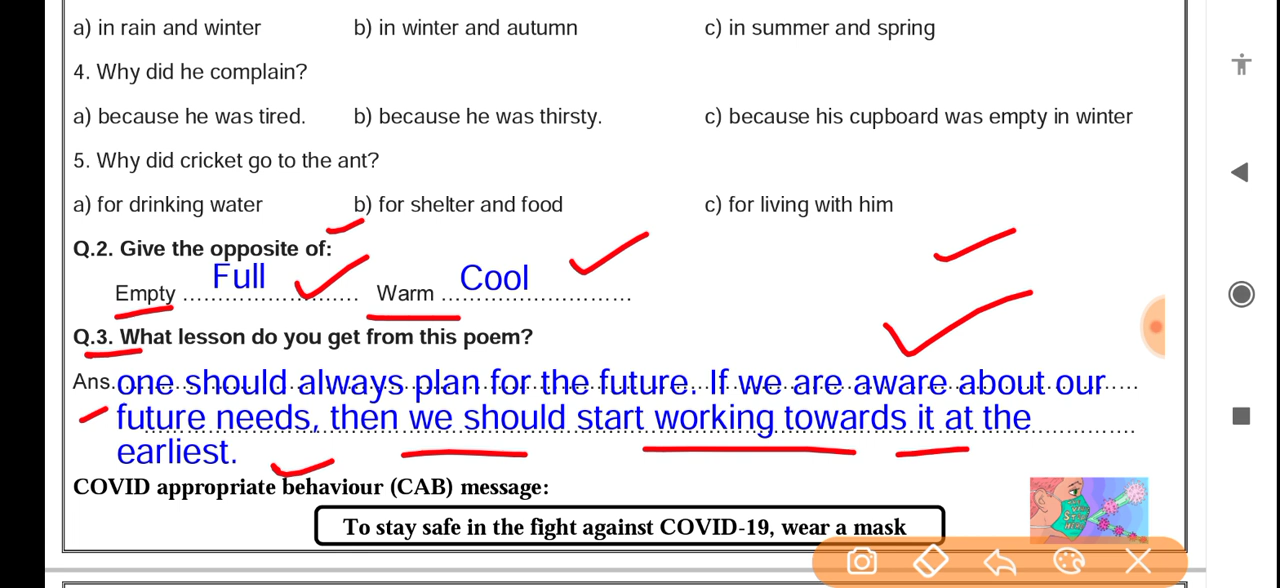 a) in rain and winter b) in winter and autumn c) in summer and spring
4. Why did he complain?
a) because he was tired. b) because he was thirsty. c) because his cupboard was empty in winter
5. Why did cricket go to the ant?
a) for drinking water b) for shelter and food c) for living with him
Q.2. Give the opposite of:
Empty Full Warm Cool
Q.3. What lesson do you get from this poem?
Ans. one should always plan for the future. If we are aware about our
future needs, then we should start working towards it at the
earliest.
COVID appropriate behaviour (CAB) message:
To stay safe in the fight against COVID-19, wear a mask